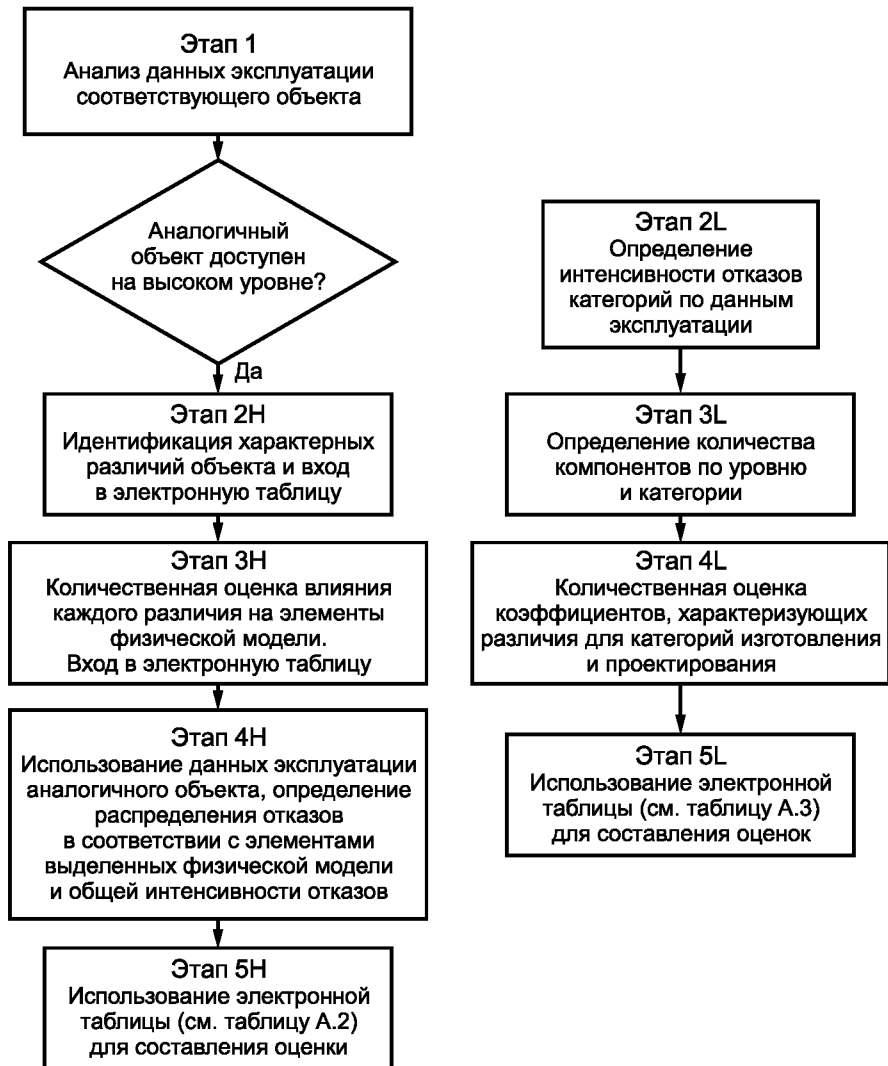 Этап 1
Анализ данных эксплуатации
соответствующего объекта
Аналогичный
объект доступен
на высоком уровне?
Да
Этап 2H
Идентификация характерных
различий объекта и вход
в электронную таблицу
Этап 3H
Количественная оценка влияния
каждого различия на элементы
физической модели.
Вход в электронную таблицу
Этап 4H
Использование данных эксплуатации
аналогичного объекта, определение
распределения отказов
в соответствии с элементами
выделенных физической модели
и общей интенсивности отказов
Этап 5H
Использование электронной
таблицы (см. таблицу А.2)
для составления оценки
Этап 2L
Определение
интенсивности отказов
категорий по данным
эксплуатации
Этап 3L
Определение количества
компонентов по уровню
и категории
Этап 4L
Количественная оценка
коэффициентов, характеризующих
различия для категорий изготовления
и проектирования
Этап 5L
Использование электронной
таблицы (см. таблицу А.3)
для составления оценок